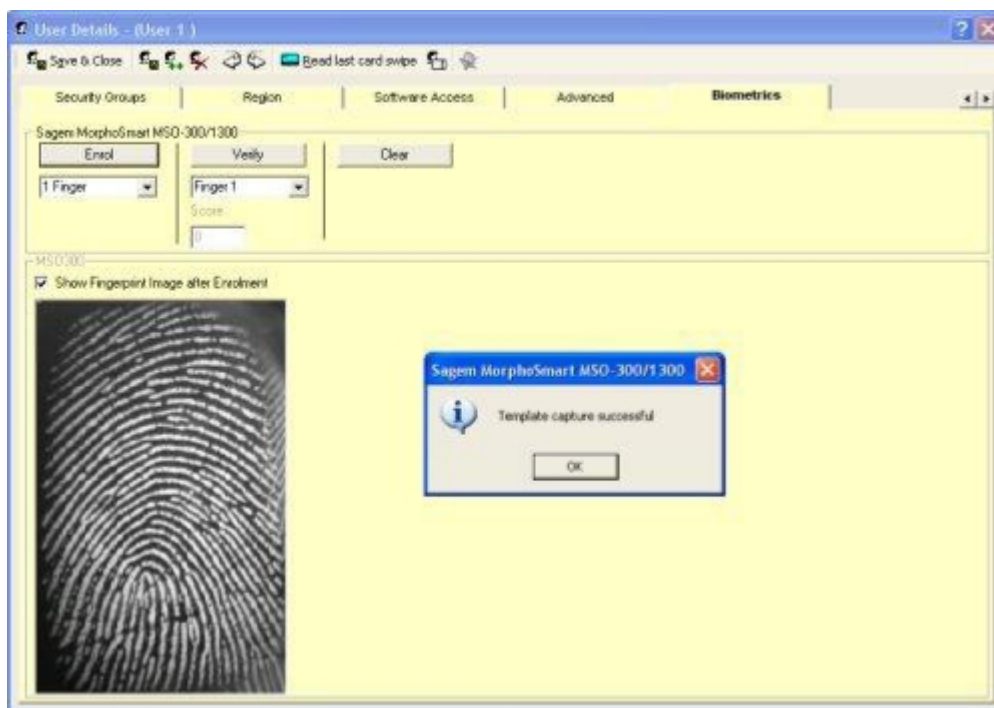 User Details - (User 1 )
Save & Close Read last card swipe
Security Groups Region Software Access Advanced Biometrics
Sagem MorphoSmart MSO-300/1300
Enrol Verify Clear
1 Finger Finger 1
Score
0
MSO300
Show Fingerprint Image after Enrolment
Sagem MorphoSmart MSO-300/1300
Template capture successful
OK